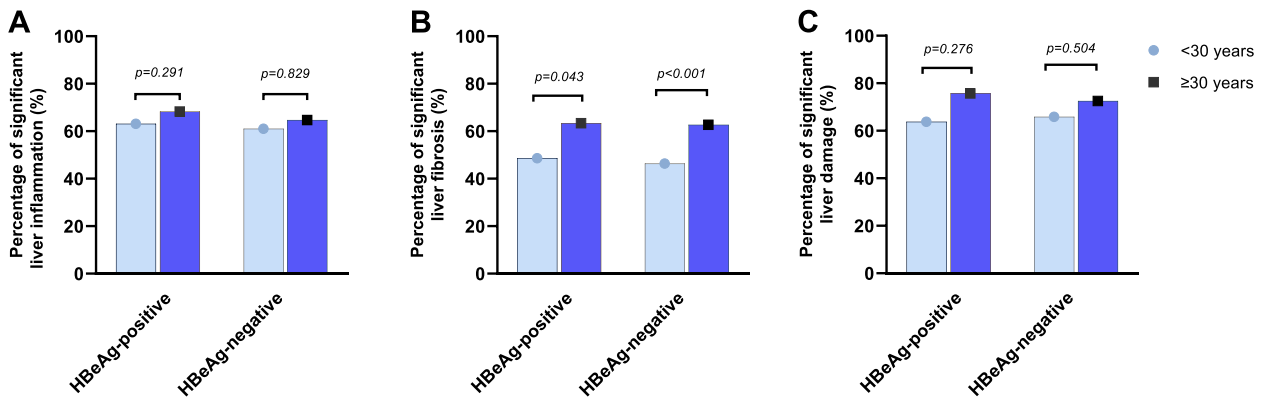 A
Percentage of significant
liver inflammation (%)
100
80
60
40
20
0
p=0.291
p=0.829
HBeAg-positive
HBeAg-negative
B
Percentage of significant
liver fibrosis (%)
100
80
60
40
20
0
p=0.043
p<0.001
HBeAg-positive
HBeAg-negative
C
Percentage of significant
liver damage (%)
100
80
60
40
20
0
p=0.276
p=0.504
HBeAg-positive
HBeAg-negative
<30 years
≥30 years